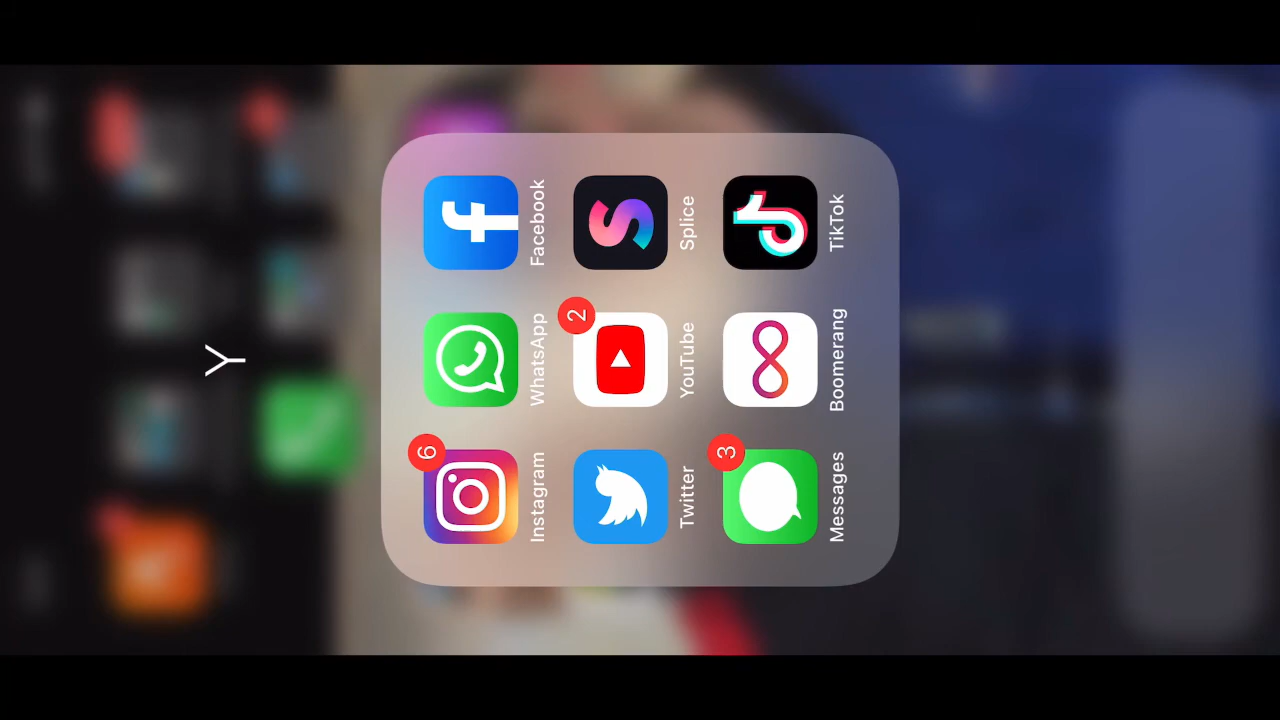 Y
6
Instagram
WhatsApp
Facebook
Twitter
2
YouTube
Splice
3
Messages
Boomerang
TikTok